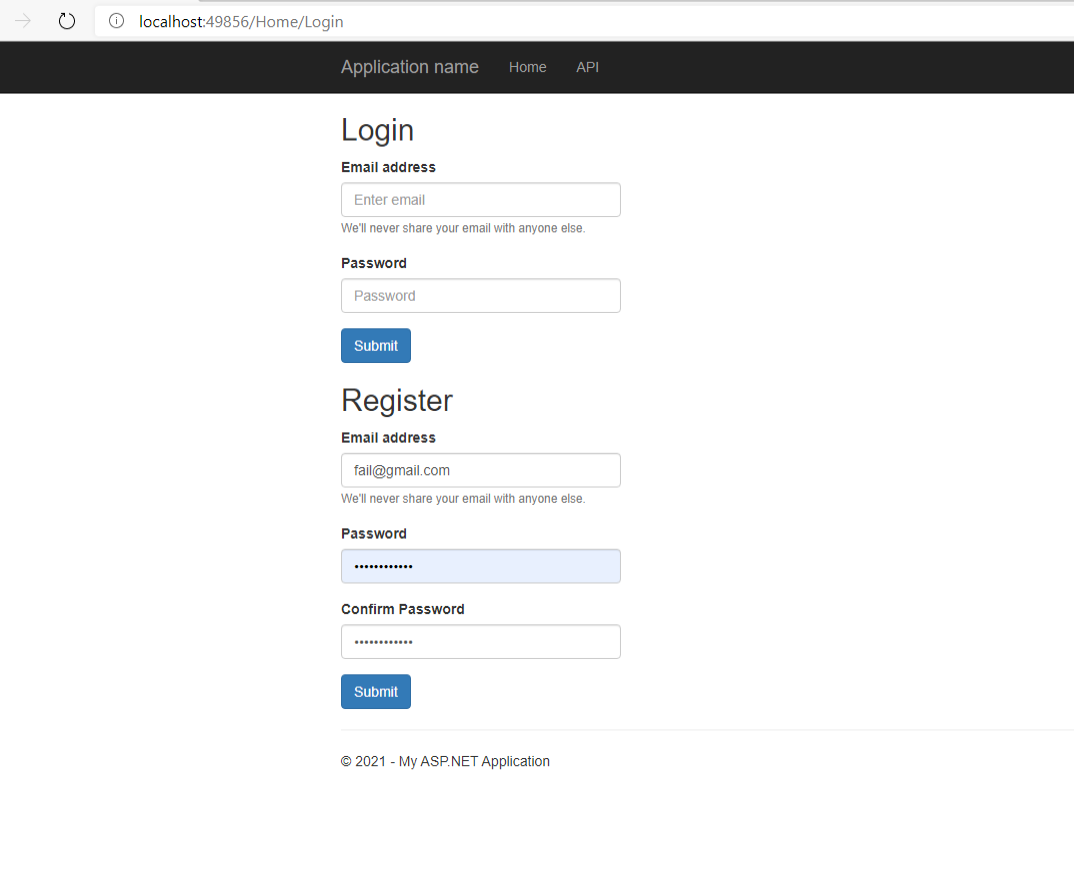 localhost:49856/Home/Login
Application name Home API
Login
Email address
Enter email
We'll never share your email with anyone else.
Password
Password
Submit
Register
Email address
fail@gmail.com
We'll never share your email with anyone else.
Password
••••••••••••
Confirm Password
••••••••••••
Submit
© 2021 - My ASP.NET Application